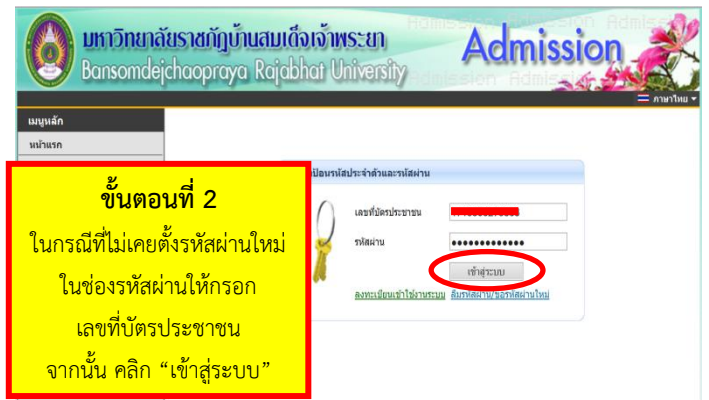 มหาวิทยาลัยราชภัฏบ้านสมเด็จเจ้าพระยา
Bansomdejchaopraya Rajabhat University
Admission
ภาษาไทย
เมนูหลัก
หน้าแรก
ป้อนรหัสประจำตัวและรหัสผ่าน
เลขที่บัตรประชาชน
รหัสผ่าน
เข้าสู่ระบบ
ลงทะเบียนเข้าใช้งานระบบ ลืมรหัสผ่าน/ขอรหัสผ่านใหม่
ขั้นตอนที่ 2
ในกรณีที่ไม่เคยตั้งรหัสผ่านใหม่
ในช่องรหัสผ่านให้กรอก
เลขที่บัตรประชาชน
จากนั้น คลิก “เข้าสู่ระบบ”